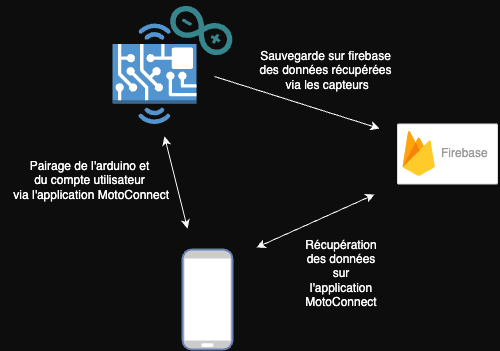 Sauvegarde sur firebase
des données récupérées
via les capteurs
Firebase
Pairage de l'arduino et
du compte utilisateur
via l'application MotoConnect
Récupération
des données
sur
l'application
MotoConnect